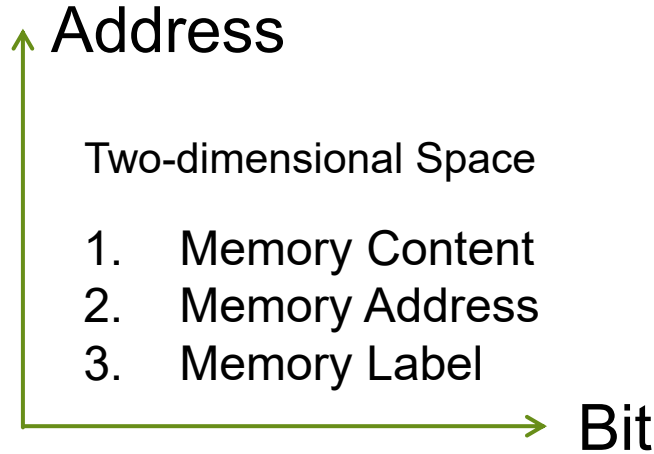 Address
Two-dimensional Space
1. Memory Content
2. Memory Address
3. Memory Label
Bit